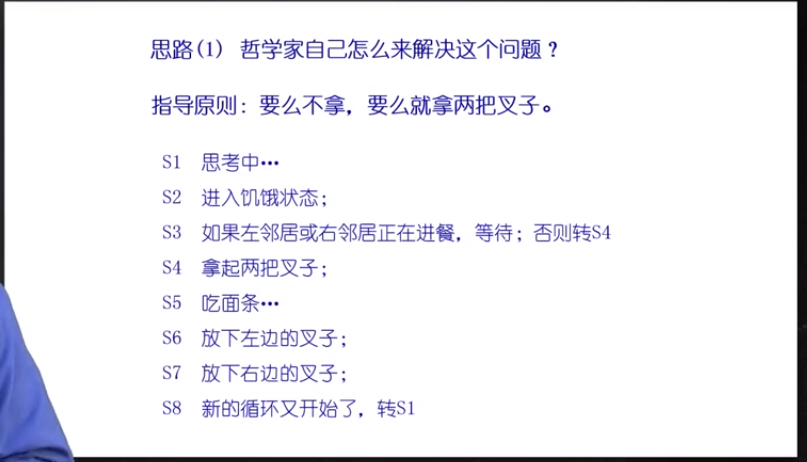 思路(1) 哲学家自己怎么来解决这个问题？
指导原则：要么不拿，要么就拿两把叉子。
S1 思考中…
S2 进入饥饿状态；
S3 如果左邻居或右邻居正在进餐，等待；否则转S4
S4 拿起两把叉子；
S5 吃面条…
S6 放下左边的叉子；
S7 放下右边的叉子；
S8 新的循环又开始了，转S1